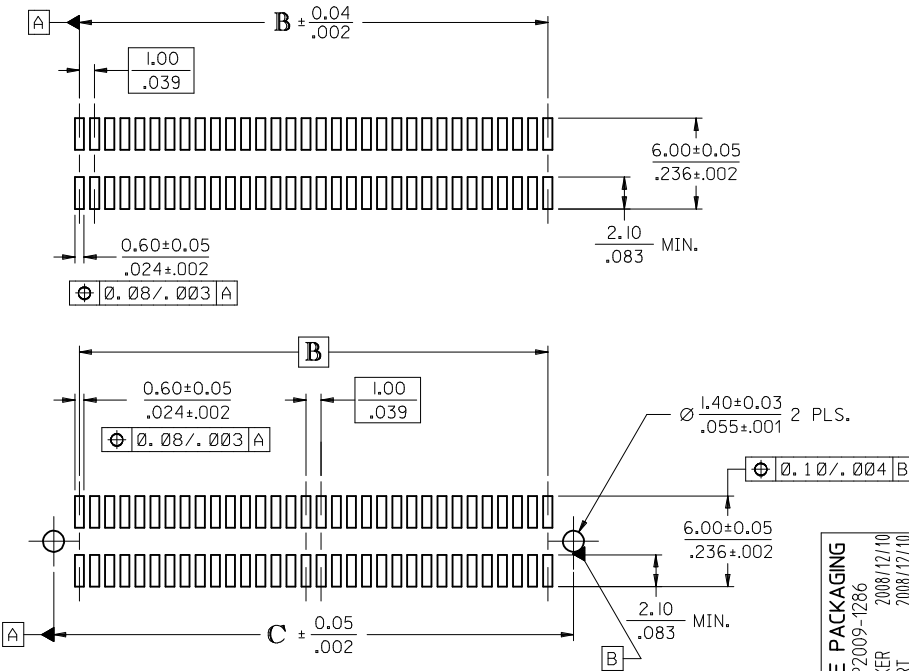 A
B ± 0.04
.002
1.00
.039
6.00±0.05
.236±.002
2.10
.083 MIN.
0.60±0.05
.024±.002
⌖ 0.08/.003 A
B
0.60±0.05
.024±.002
1.00
.039
⌖ 0.08/.003 A
Ø 1.40±0.03
.055±.001 2 PLS.
⌖ 0.10/.004 B
6.00±0.05
.236±.002
2.10
.083 MIN.
A
C ± 0.05
.002
B
E PACKAGING
P2009-1286
KER 2008/12/10
RT 2008/12/10